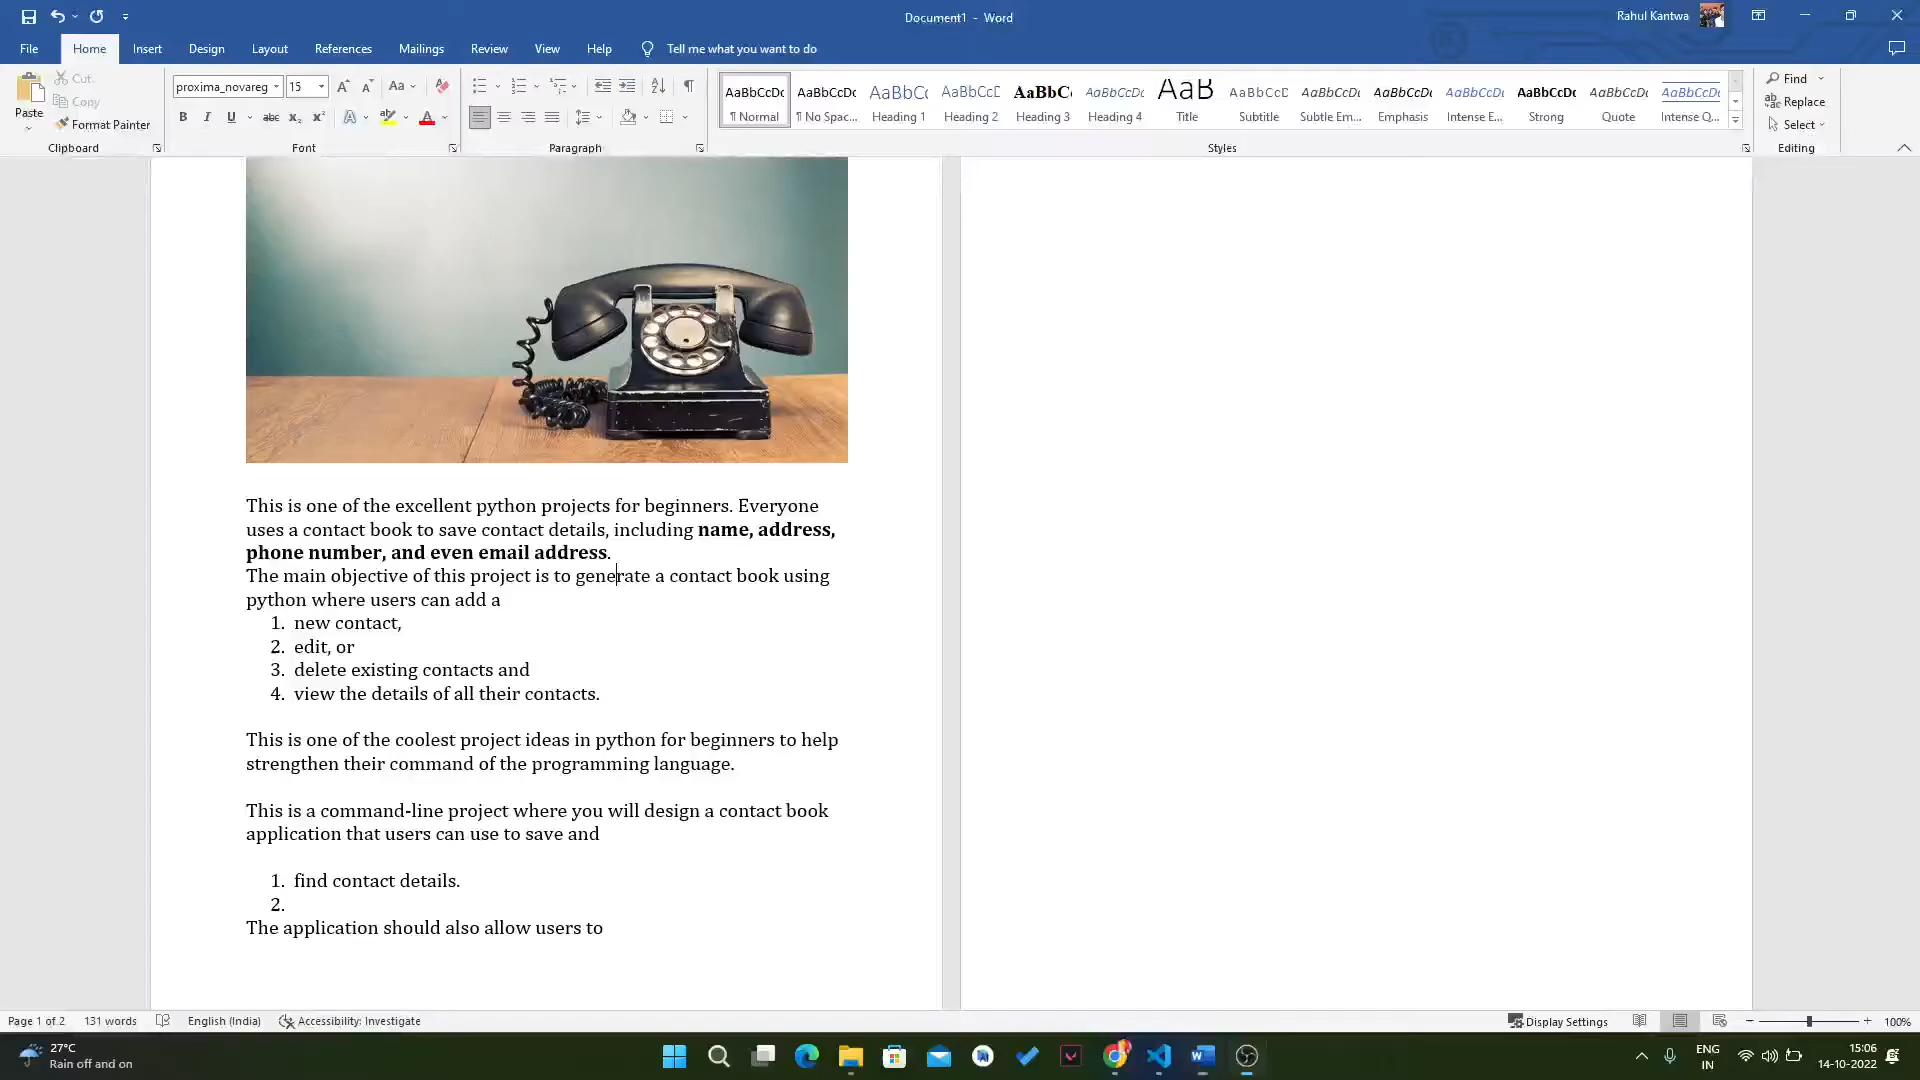 Document1 - Word
Rahul Kantwa
File Home Insert Design Layout References Mailings Review View Help Tell me what you want to do
Paste
Cut
Copy
Format Painter
Clipboard
proxima_novareg 15
Font
Paragraph
AaBbCcDc
¶ Normal
AaBbCcDc
¶ No Spac...
AaBbC(
Heading 1
AaBbCcE
Heading 2
AaBbC(
Heading 3
AaBbCcDc
Heading 4
AaB
Title
AaBbCcD
Subtitle
AaBbCcDc
Subtle Em...
AaBbCcDc
Emphasis
AaBbCcDc
Intense E...
AaBbCcDc
Strong
AaBbCcDc
Quote
AaBbCcDc
Intense Q...
Styles
Find
Replace
Select
Editing
This is one of the excellent python projects for beginners. Everyone
uses a contact book to save contact details, including name, address,
phone number, and even email address.
The main objective of this project is to generate a contact book using
python where users can add a
1. new contact,
2. edit, or
3. delete existing contacts and
4. view the details of all their contacts.
This is one of the coolest project ideas in python for beginners to help
strengthen their command of the programming language.
This is a command-line project where you will design a contact book
application that users can use to save and
1. find contact details.
2.
The application should also allow users to
Page 1 of 2 131 words English (India) Accessibility: Investigate Display Settings 100%
27°C
Rain off and on
ENG
IN
15:06
14-10-2022